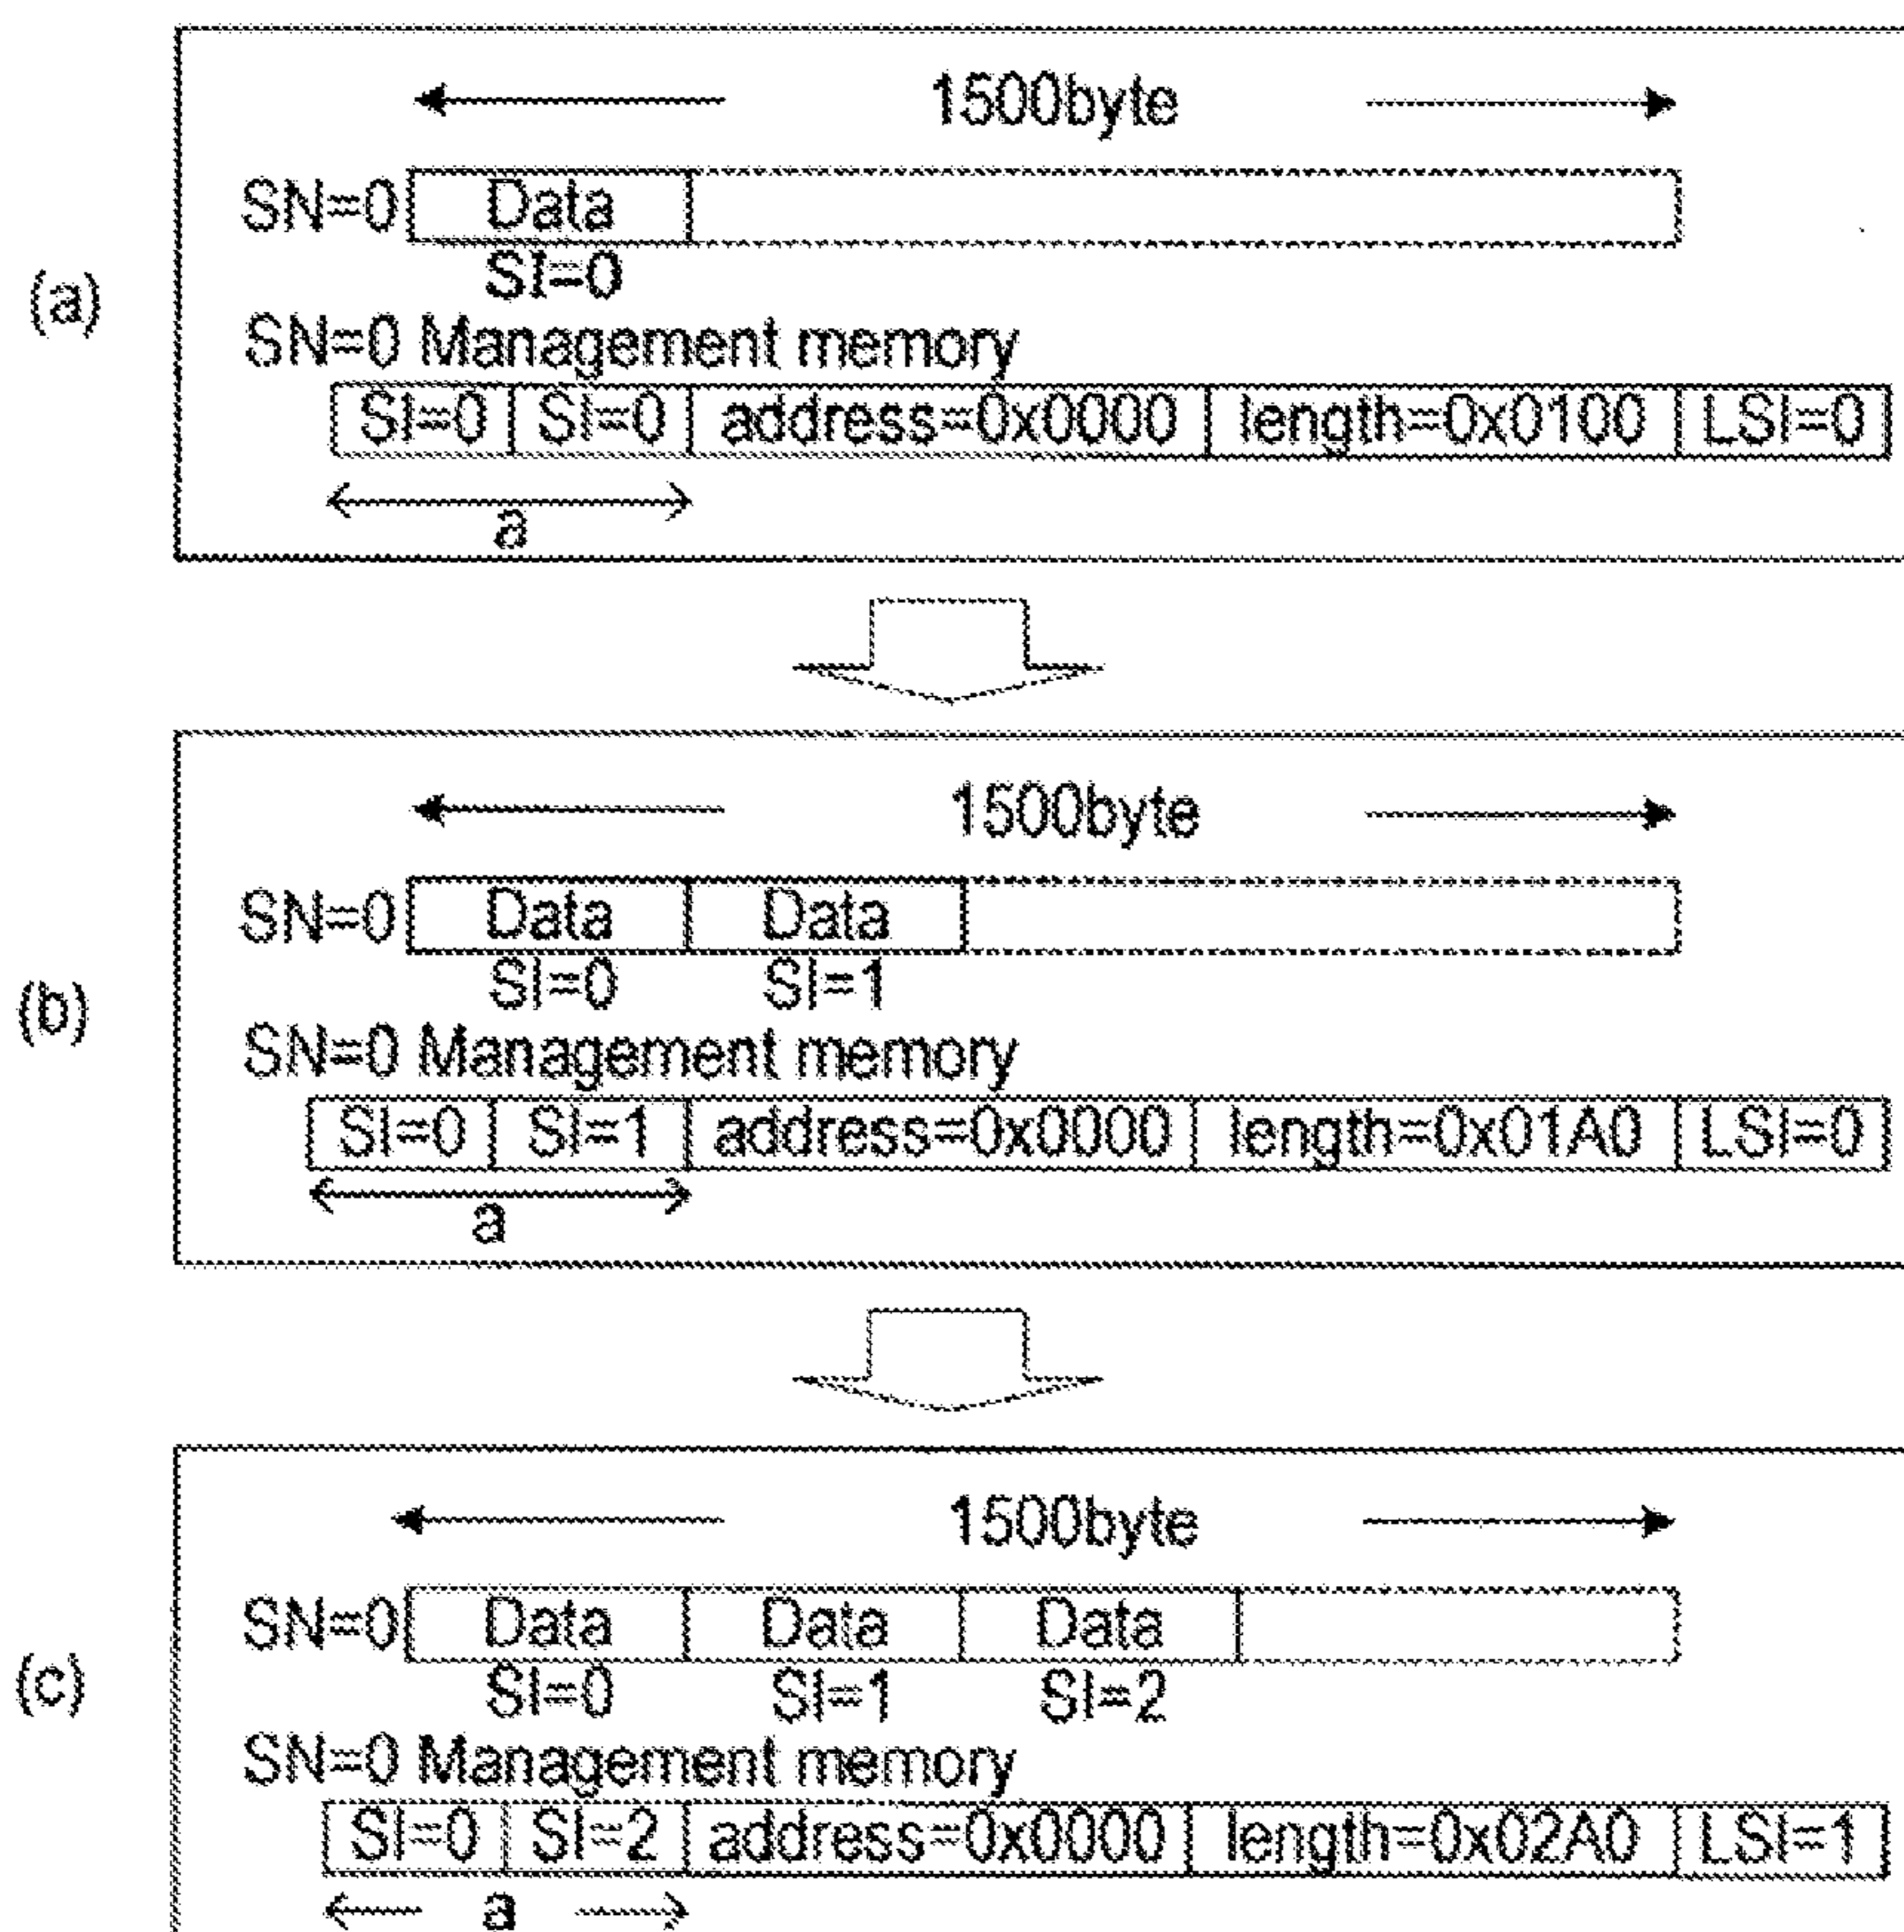 1500byte
SN=0 Data
SI=0
(a)
SN=0 Management memory
SI=0 SI=0 address=0x0000 length=0x0100 LSI=0
a
1500byte
SN=0 Data Data
SI=0 SI=1
(b)
SN=0 Management memory
SI=0 SI=1 address=0x0000 length=0x01A0 LSI=0
a
1500byte
SN=0 Data Data Data
SI=0 SI=1 SI=2
(c)
SN=0 Management memory
SI=0 SI=2 address=0x0000 length=0x02A0 LSI=1
a